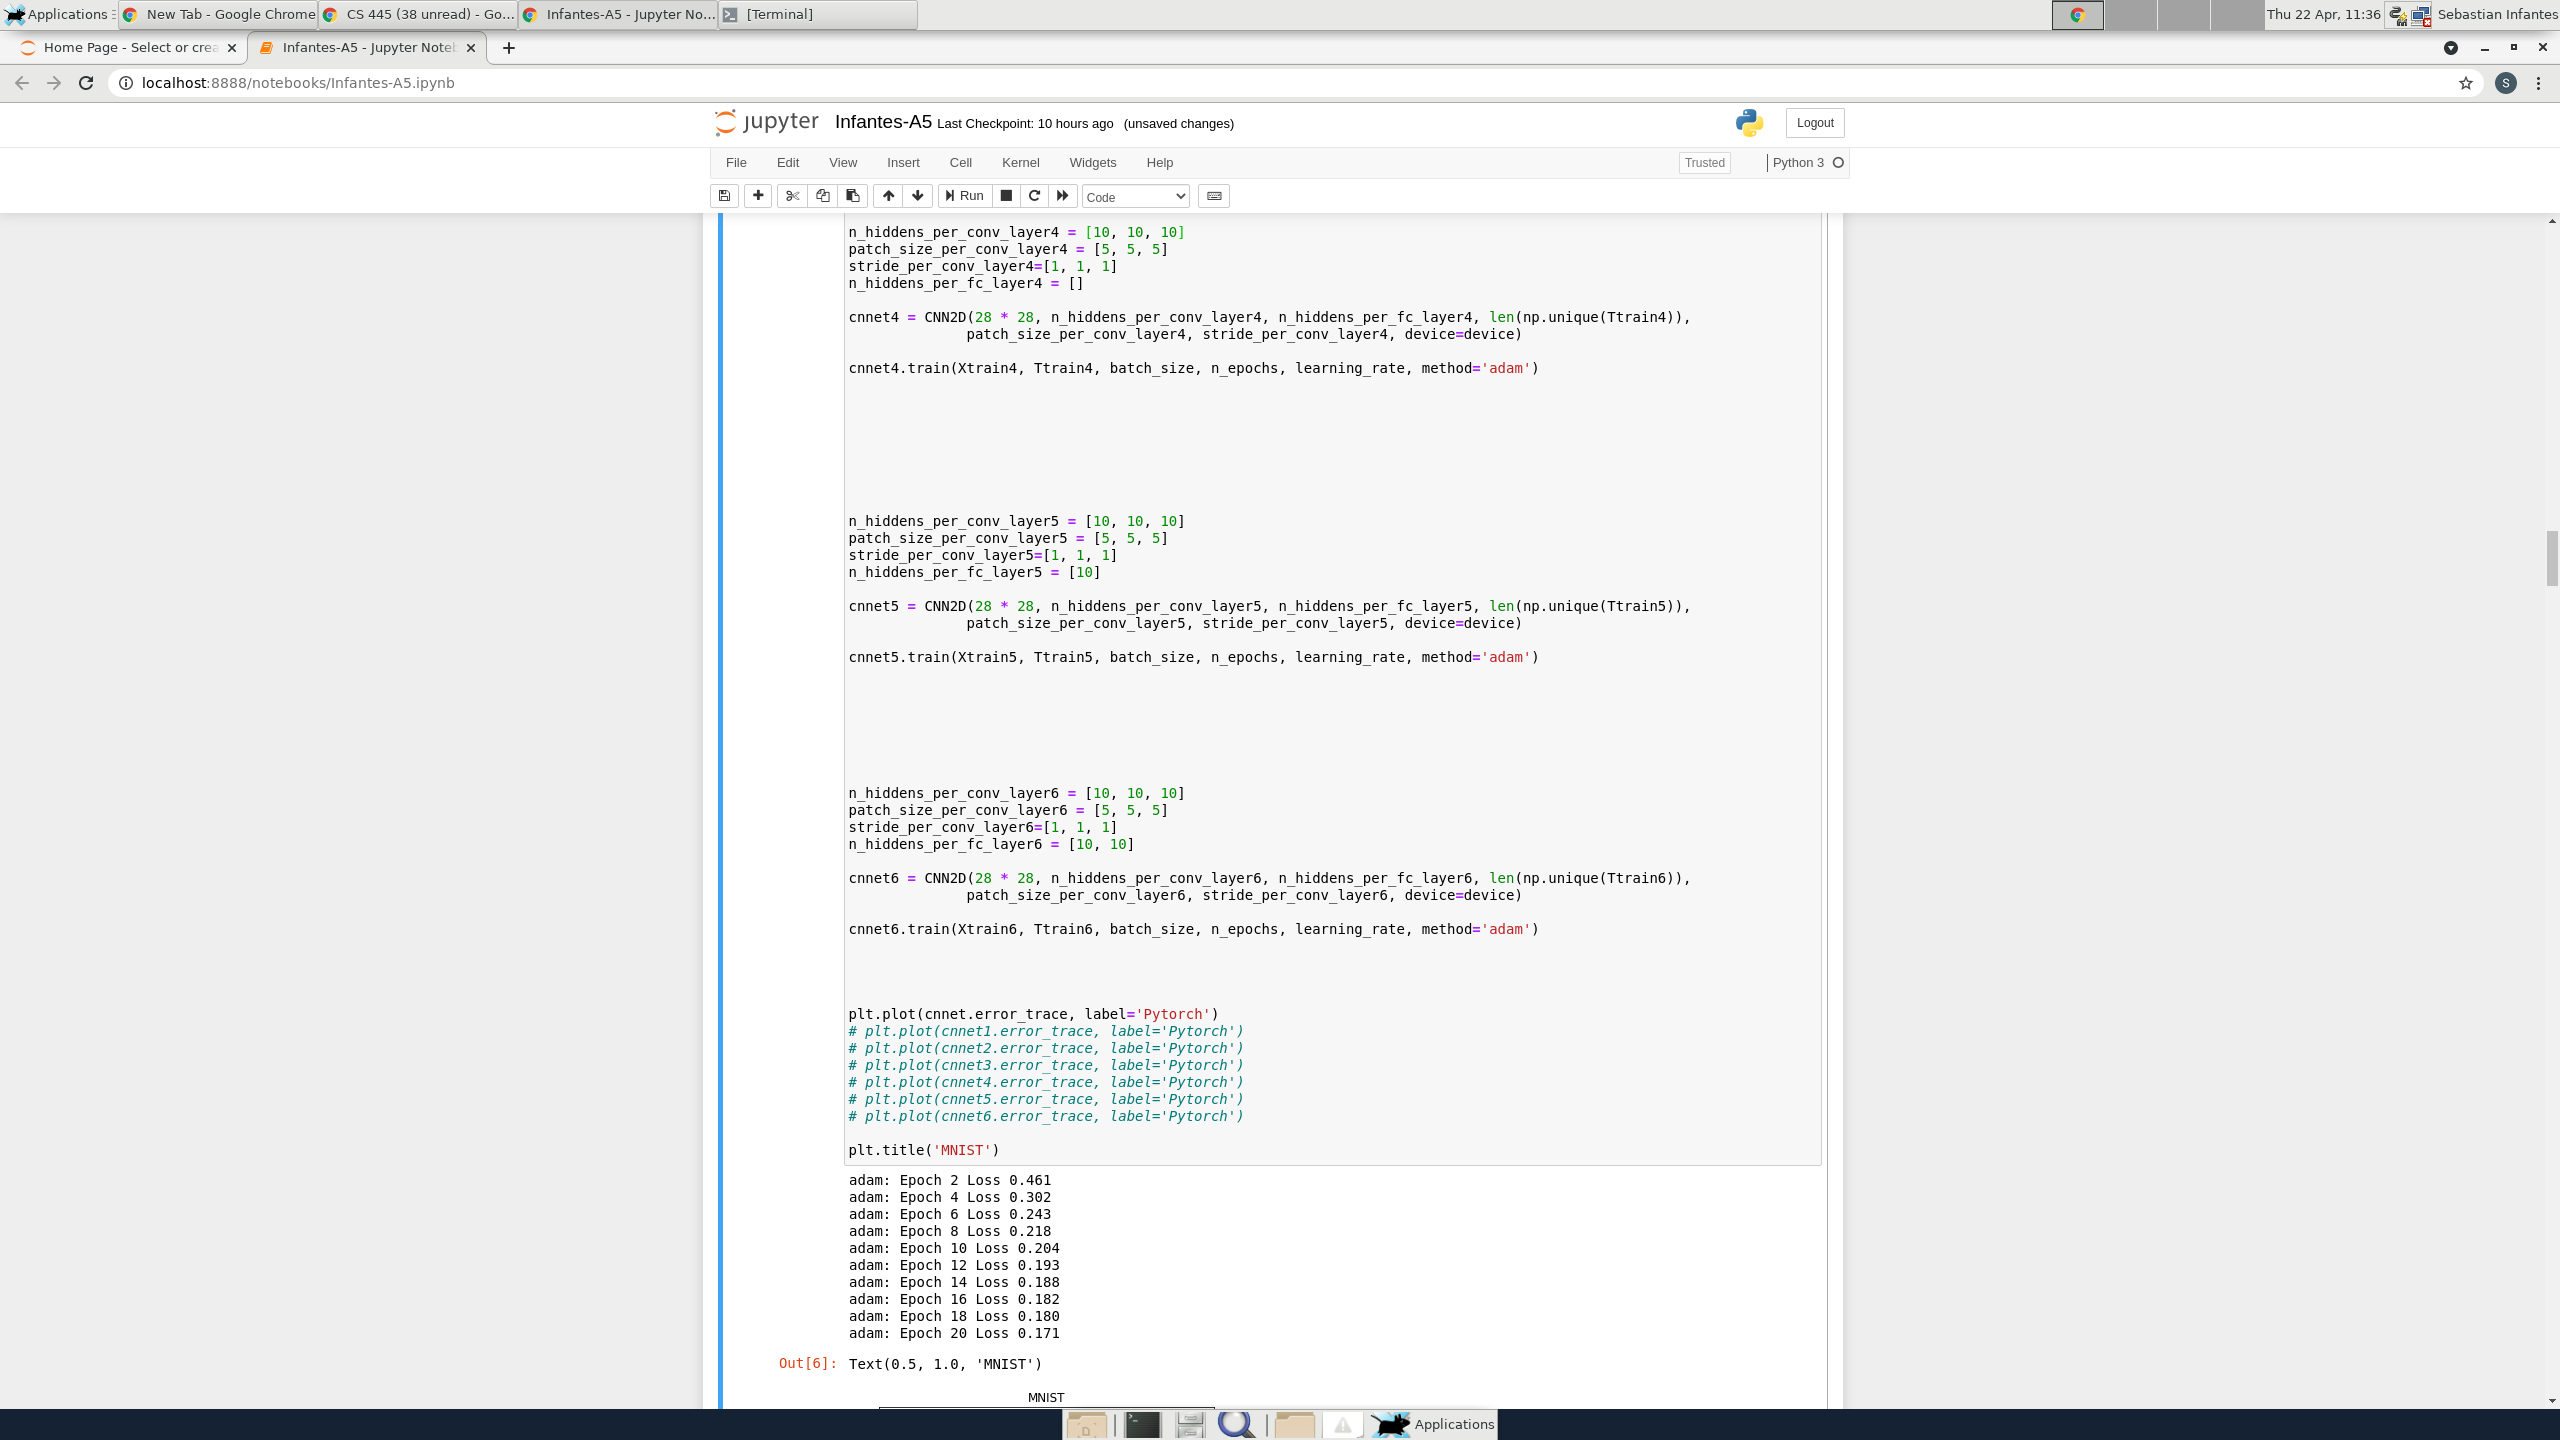 Applications
New Tab - Google Chrome
CS 445 (38 unread) - Go...
Infantes-A5 - Jupyter No...
[Terminal]
Thu 22 Apr, 11:36
Sebastian Infantes
Home Page - Select or crea
Infantes-A5 - Jupyter Noteb
localhost:8888/notebooks/Infantes-A5.ipynb
S
jupyter Infantes-A5 Last Checkpoint: 10 hours ago (unsaved changes)
Logout
File Edit View Insert Cell Kernel Widgets Help
Trusted
Python 3
Run
Code
n_hiddens_per_conv_layer4 = [10, 10, 10]
patch_size_per_conv_layer4 = [5, 5, 5]
stride_per_conv_layer4=[1, 1, 1]
n_hiddens_per_fc_layer4 = []
cnnet4 = CNN2D(28 * 28, n_hiddens_per_conv_layer4, n_hiddens_per_fc_layer4, len(np.unique(Ttrain4)),
patch_size_per_conv_layer4, stride_per_conv_layer4, device=device)
cnnet4.train(Xtrain4, Ttrain4, batch_size, n_epochs, learning_rate, method='adam')
n_hiddens_per_conv_layer5 = [10, 10, 10]
patch_size_per_conv_layer5 = [5, 5, 5]
stride_per_conv_layer5=[1, 1, 1]
n_hiddens_per_fc_layer5 = [10]
cnnet5 = CNN2D(28 * 28, n_hiddens_per_conv_layer5, n_hiddens_per_fc_layer5, len(np.unique(Ttrain5)),
patch_size_per_conv_layer5, stride_per_conv_layer5, device=device)
cnnet5.train(Xtrain5, Ttrain5, batch_size, n_epochs, learning_rate, method='adam')
n_hiddens_per_conv_layer6 = [10, 10, 10]
patch_size_per_conv_layer6 = [5, 5, 5]
stride_per_conv_layer6=[1, 1, 1]
n_hiddens_per_fc_layer6 = [10, 10]
cnnet6 = CNN2D(28 * 28, n_hiddens_per_conv_layer6, n_hiddens_per_fc_layer6, len(np.unique(Ttrain6)),
patch_size_per_conv_layer6, stride_per_conv_layer6, device=device)
cnnet6.train(Xtrain6, Ttrain6, batch_size, n_epochs, learning_rate, method='adam')
plt.plot(cnnet.error_trace, label='Pytorch')
# plt.plot(cnnet1.error_trace, label='Pytorch')
# plt.plot(cnnet2.error_trace, label='Pytorch')
# plt.plot(cnnet3.error_trace, label='Pytorch')
# plt.plot(cnnet4.error_trace, label='Pytorch')
# plt.plot(cnnet5.error_trace, label='Pytorch')
# plt.plot(cnnet6.error_trace, label='Pytorch')
plt.title('MNIST')
adam: Epoch 2 Loss 0.461
adam: Epoch 4 Loss 0.302
adam: Epoch 6 Loss 0.243
adam: Epoch 8 Loss 0.218
adam: Epoch 10 Loss 0.204
adam: Epoch 12 Loss 0.193
adam: Epoch 14 Loss 0.188
adam: Epoch 16 Loss 0.182
adam: Epoch 18 Loss 0.180
adam: Epoch 20 Loss 0.171
Out[6]: Text(0.5, 1.0, 'MNIST')
MNIST
Applications